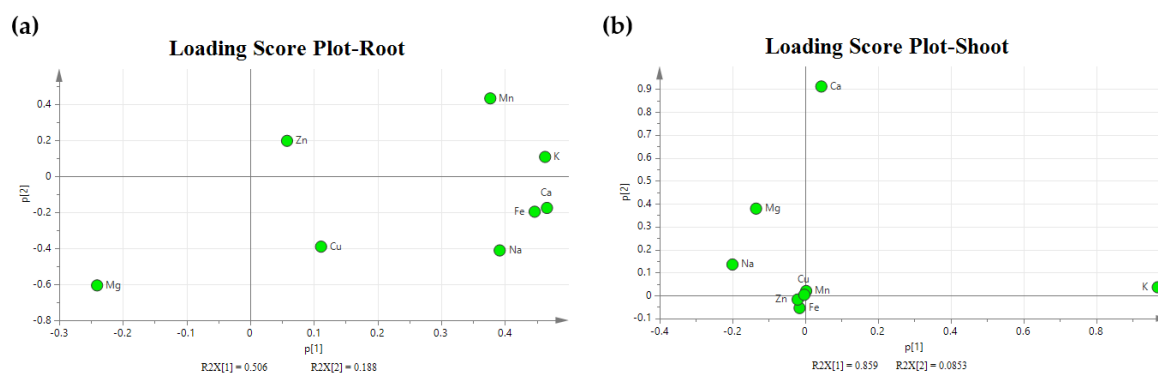 (a)
Loading Score Plot-Root
0.4
0.2
0
-0.2
-0.4
-0.6
-0.8
p[2]
Mn
Zn
K
Ca
Fe
Cu
Na
Mg
-0.3
-0.2
-0.1
0
0.1
0.2
0.3
0.4
p[1]
R2X[1] = 0.506 R2X[2] = 0.188
(b)
Loading Score Plot-Shoot
0.9
0.8
0.7
0.6
0.5
0.4
0.3
0.2
0.1
0
-0.1
p[2]
Ca
Mg
Na
Cu
Mn
Zn
Fe
K
-0.4
-0.2
0
0.2
0.4
0.6
0.8
p[1]
R2X[1] = 0.859 R2X[2] = 0.0853